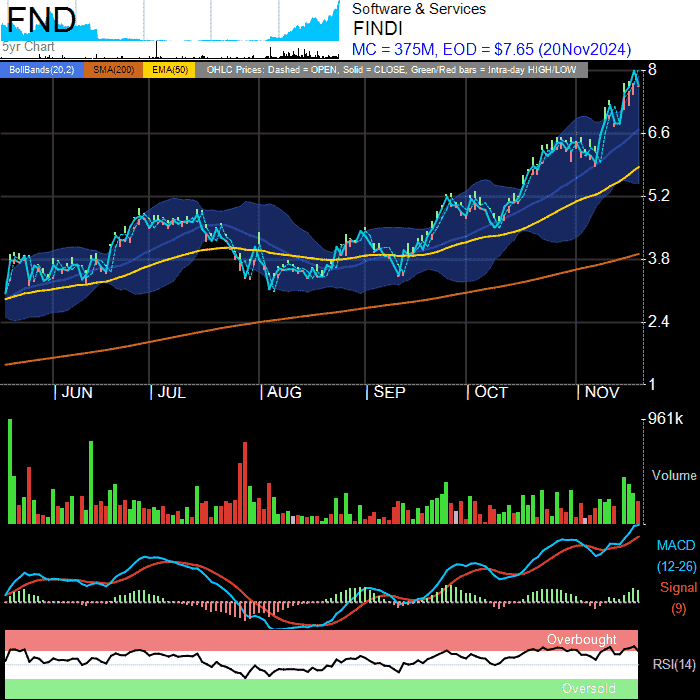 FND
5yr Chart
Software & Services
FINDI
MC = 375M, EOD = $7.65 (20Nov2024)
BollBands(20,2) SMA(200) EMA(50) OHLC Prices: Dashed = OPEN, Solid = CLOSE, Green/Red bars = Intra-day HIGH/LOW
8
6.6
5.2
3.8
2.4
1
| JUN | JUL | AUG | SEP | OCT | NOV
961k
Volume
MACD
(12-26)
Signal
(9)
Overbought
RSI(14)
Oversold